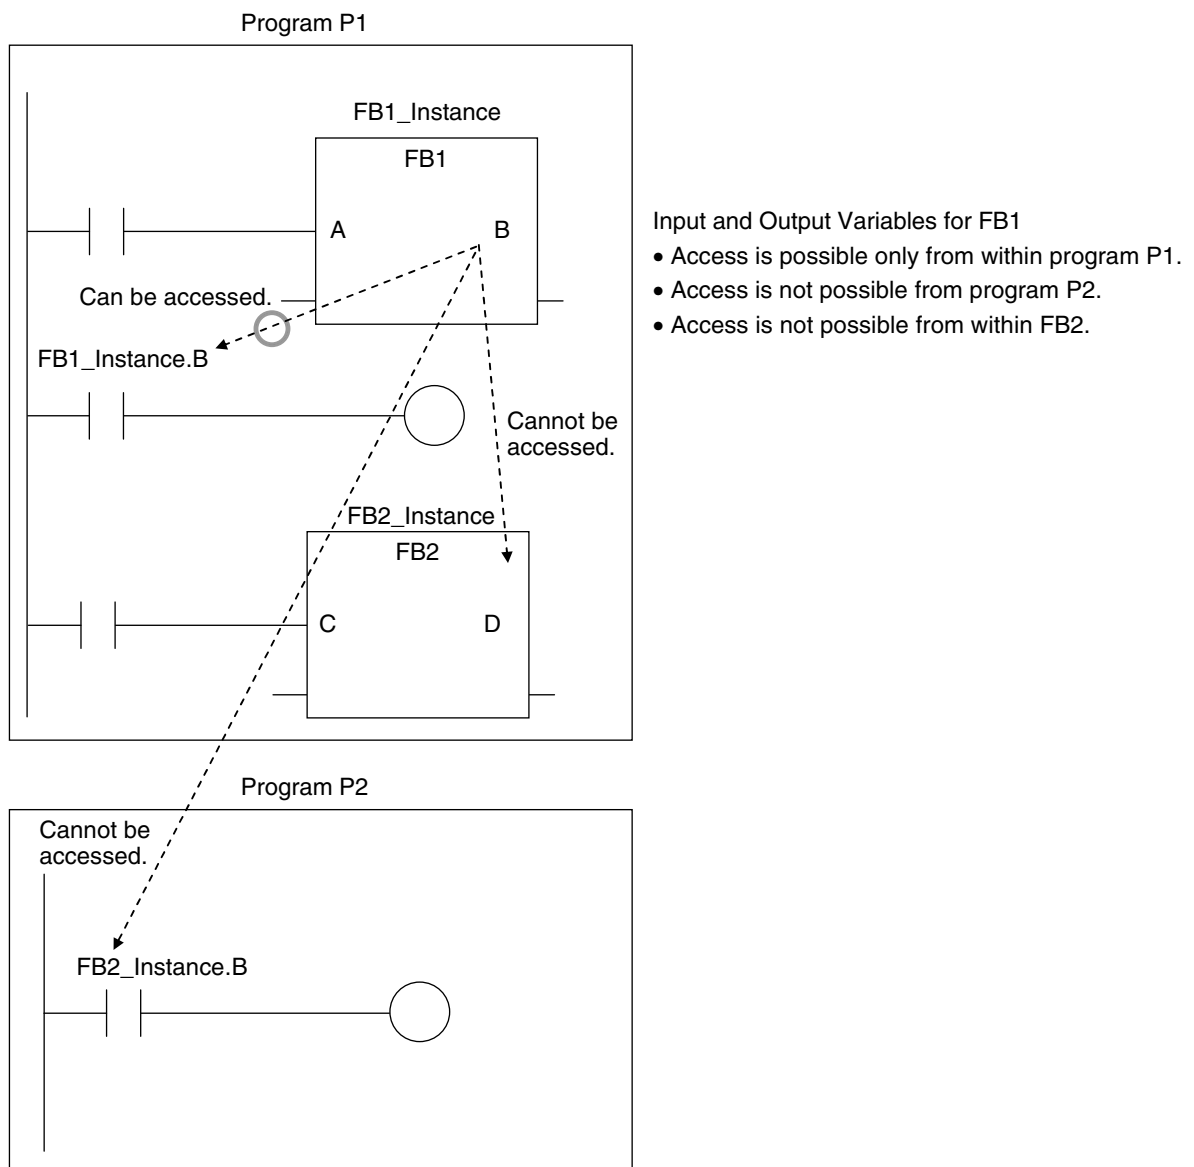 Program P1
FB1_Instance
FB1
A
B
Input and Output Variables for FB1
• Access is possible only from within program P1.
• Access is not possible from program P2.
• Access is not possible from within FB2.
Can be accessed.
FB1_Instance.B
Cannot be
accessed.
FB2_Instance
FB2
C
D
Program P2
Cannot be
accessed.
FB2_Instance.B